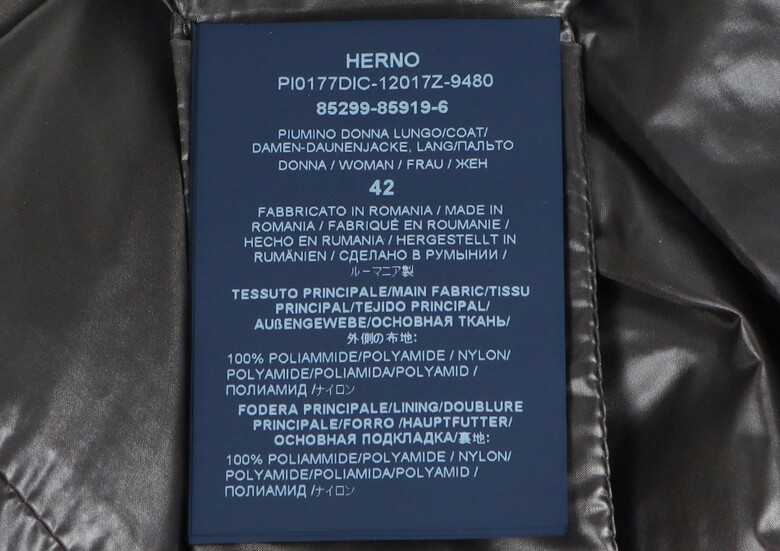 HERNO
PI0177DIC-12017Z-9480
85299-85919-6
PIUMINO DONNA LUNGO/COAT/
DAMEN-DAUNENJACKE, LANG/ПАЛЬТО
DONNA / WOMAN / FRAU / ЖЕН
42
FABBRICATO IN ROMANIA / MADE IN
ROMANIA / FABRIQUÉ EN ROUMANIE /
HECHO EN RUMANIA / HERGESTELLT IN
RUMÄNIEN / СДЕЛАНО В РУМЫНИИ /
ルーマニア製
TESSUTO PRINCIPALE/MAIN FABRIC/TISSU
PRINCIPAL/TEJIDO PRINCIPAL/
AUßENGEWEBE/ОСНОВНАЯ ТКАНЬ/
外側の布地:
100% POLIAMMIDE/POLYAMIDE / NYLON/
POLYAMIDE/POLIAMIDA/POLYAMID /
ПОЛИАМИД /ナイロン
FODERA PRINCIPALE/LINING/DOUBLURE
PRINCIPALE/FORRO /HAUPTFUTTER/
ОСНОВНАЯ ПОДКЛАДКА/裏地:
100% POLIAMMIDE/POLYAMIDE / NYLON/
POLYAMIDE/POLIAMIDA/POLYAMID /
ПОЛИАМИД /ナイロン